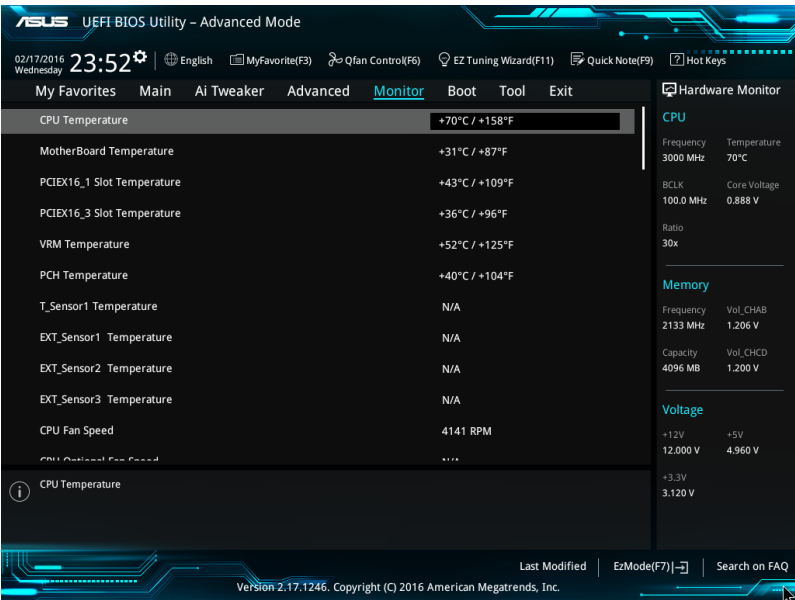 ASUS UEFI BIOS Utility – Advanced Mode
02/17/2016
Wednesday
23:52
English MyFavorite(F3) Qfan Control(F6) EZ Tuning Wizard(F11) Quick Note(F9) ? Hot Keys
My Favorites Main Ai Tweaker Advanced Monitor Boot Tool Exit
CPU Temperature +70°C / +158°F
MotherBoard Temperature +31°C / +87°F
PCIEX16_1 Slot Temperature +43°C / +109°F
PCIEX16_3 Slot Temperature +36°C / +96°F
VRM Temperature +52°C / +125°F
PCH Temperature +40°C / +104°F
T_Sensor1 Temperature N/A
EXT_Sensor1 Temperature N/A
EXT_Sensor2 Temperature N/A
EXT_Sensor3 Temperature N/A
CPU Fan Speed 4141 RPM
CPU Optional Fan Speed N/A
CPU Temperature
Hardware Monitor
CPU
Frequency Temperature
3000 MHz 70°C
BCLK Core Voltage
100.0 MHz 0.888 V
Ratio
30x
Memory
Frequency Vol_CHAB
2133 MHz 1.206 V
Capacity Vol_CHCD
4096 MB 1.200 V
Voltage
+12V +5V
12.000 V 4.960 V
+3.3V
3.120 V
Last Modified EzMode(F7) Search on FAQ
Version 2.17.1246. Copyright (C) 2016 American Megatrends, Inc.